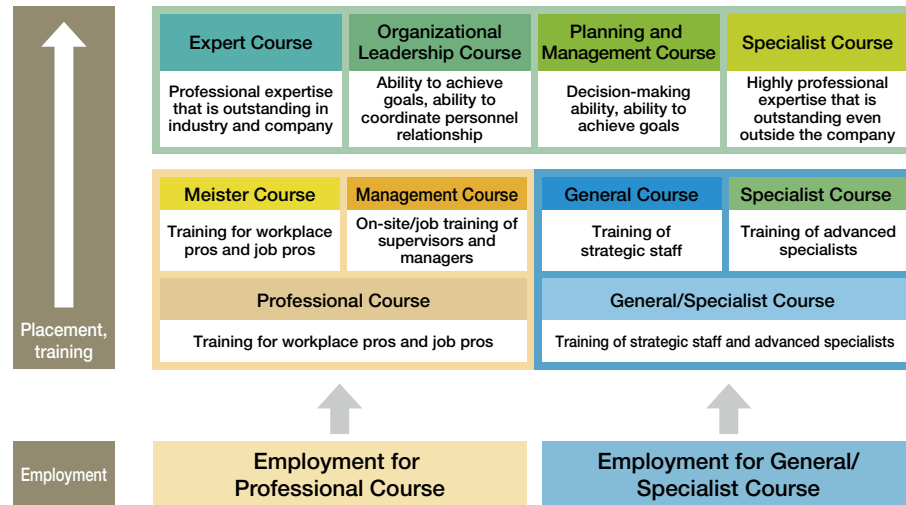 Expert Course
Organizational
Leadership Course
Planning and
Management Course
Specialist Course
Professional expertise
that is outstanding in
industry and company
Ability to achieve
goals, ability to
coordinate personnel
relationship
Decision-making
ability, ability to
achieve goals
Highly professional
expertise that is
outstanding even
outside the company
Meister Course
Management Course
General Course
Specialist Course
Training for workplace
pros and job pros
On-site/job training of
supervisors and
managers
Training of
strategic staff
Training of advanced
specialists
Professional Course
General/Specialist Course
Training for workplace pros and job pros
Training of strategic staff and advanced specialists
Placement,
training
Employment
Employment for
Professional Course
Employment for General/
Specialist Course